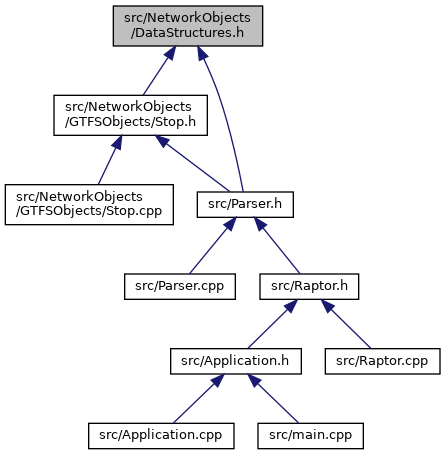 src/NetworkObjects
/DataStructures.h
src/NetworkObjects
/GTFSObjects/Stop.h
src/NetworkObjects
/GTFSObjects/Stop.cpp
src/Parser.h
src/Parser.cpp
src/Raptor.h
src/Application.h
src/Raptor.cpp
src/Application.cpp
src/main.cpp